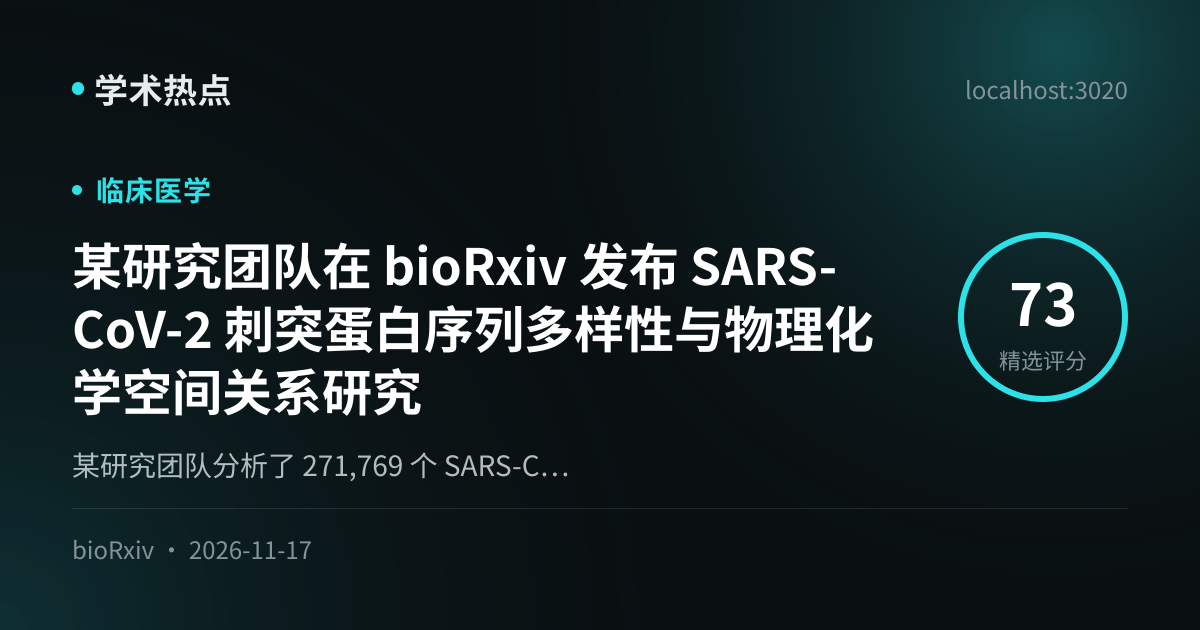 学术热点
localhost:3020
临床医学
某研究团队在 bioRxiv 发布 SARS-
CoV-2 刺突蛋白序列多样性与物理化
学空间关系研究
73
精选评分
某研究团队分析了 271,769 个 SARS-C…
bioRxiv · 2026-11-17